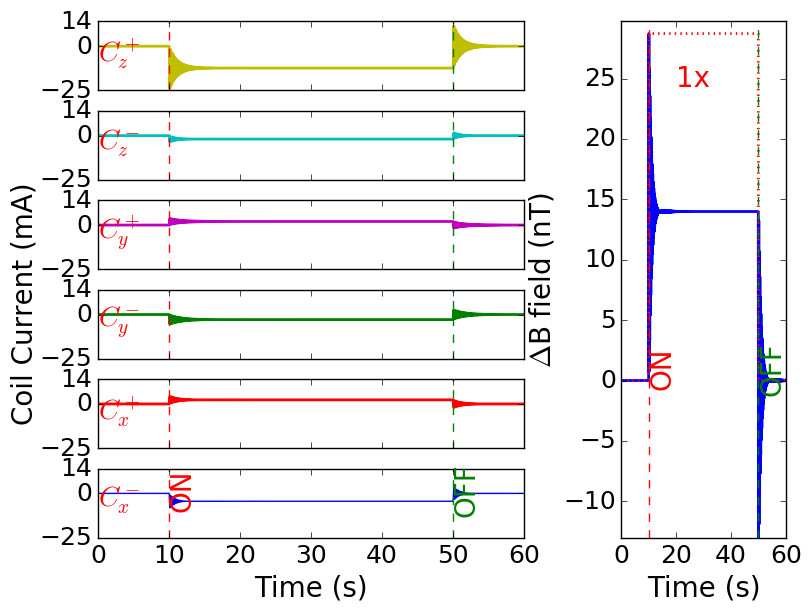 14
0
−25
C_z^+
14
0
−25
C_z^−
14
0
−25
C_y^+
14
0
−25
C_y^−
14
0
−25
C_x^+
14
0
−25
C_x^−
ON
OFF
0 10 20 30 40 50 60
Time (s)
Coil Current (mA)
ΔB field (nT)
25
20
15
10
5
0
−5
−10
1x
ON
OFF
0 20 40 60
Time (s)